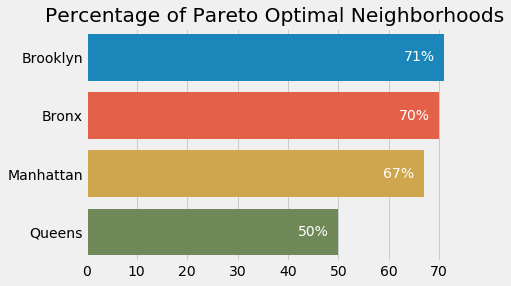 Percentage of Pareto Optimal Neighborhoods
Brooklyn 71%
Bronx 70%
Manhattan 67%
Queens 50%
0 10 20 30 40 50 60 70